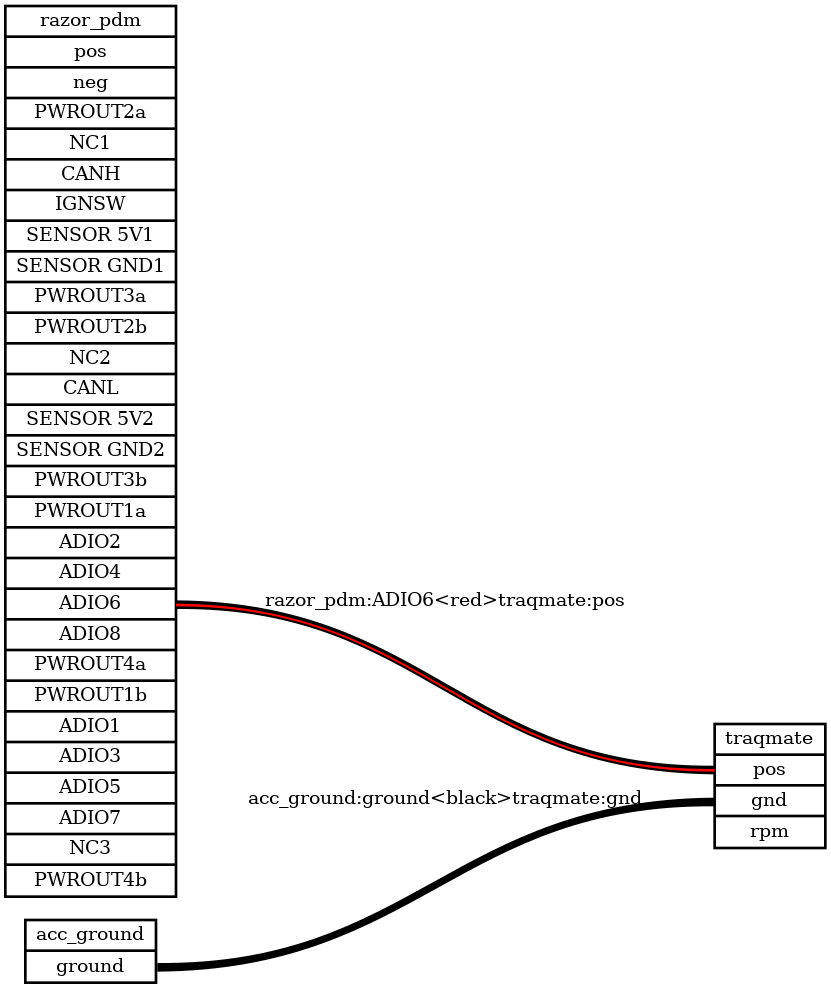 razor_pdm
pos
neg
PWROUT2a
NC1
CANH
IGNSW
SENSOR 5V1
SENSOR GND1
PWROUT3a
PWROUT2b
NC2
CANL
SENSOR 5V2
SENSOR GND2
PWROUT3b
PWROUT1a
ADIO2
ADIO4
ADIO6
ADIO8
PWROUT4a
PWROUT1b
ADIO1
ADIO3
ADIO5
ADIO7
NC3
PWROUT4b
acc_ground
ground
razor_pdm:ADIO6<red>traqmate:pos
acc_ground:ground<black>traqmate:gnd
traqmate
pos
gnd
rpm